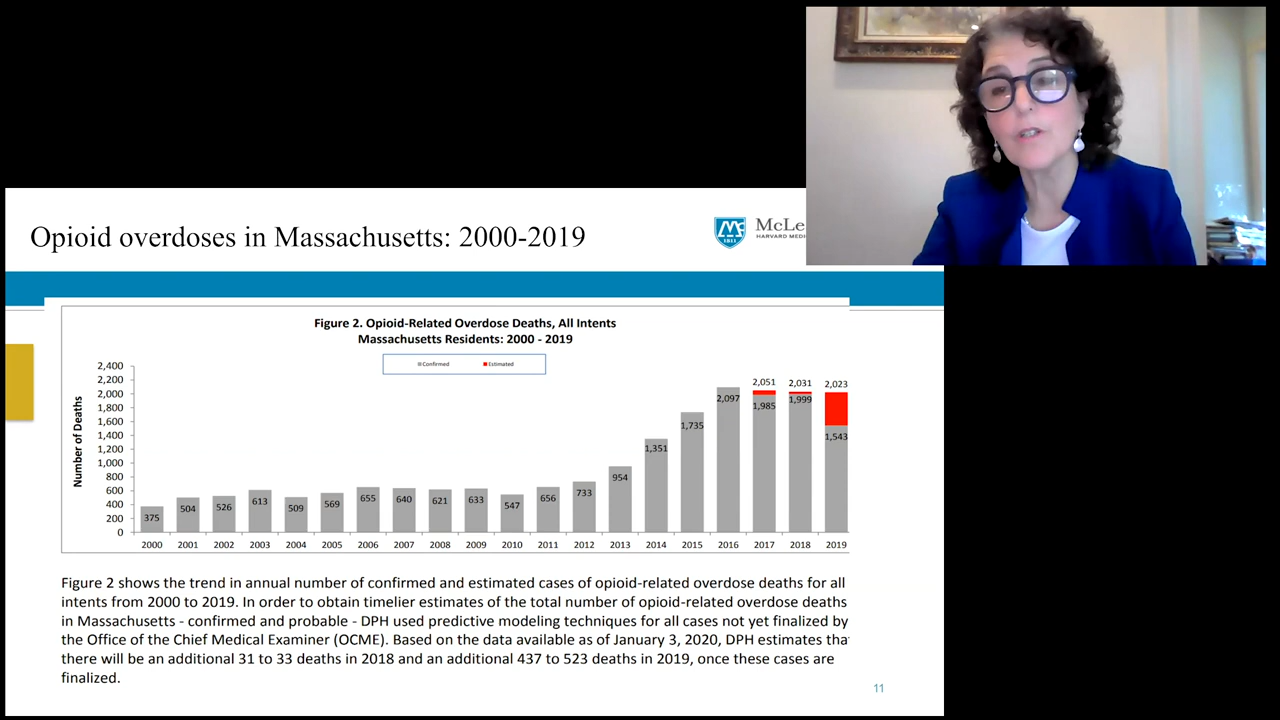 Opioid overdoses in Massachusetts: 2000-2019
McLe
HARVARD MEDI
1811
Figure 2. Opioid-Related Overdose Deaths, All Intents
Massachusetts Residents: 2000 - 2019
Confirmed Estimated
Number of Deaths
2,400
2,200
2,000
1,800
1,600
1,400
1,200
1,000
800
600
400
200
0
375 504 526 613 509 569 655 640 621 633 547 656 733 954 1,351 1,735 2,097 1,985 1,999 1,543
2,051 2,031 2,023
2000 2001 2002 2003 2004 2005 2006 2007 2008 2009 2010 2011 2012 2013 2014 2015 2016 2017 2018 2019
Figure 2 shows the trend in annual number of confirmed and estimated cases of opioid-related overdose deaths for all
intents from 2000 to 2019. In order to obtain timelier estimates of the total number of opioid-related overdose deaths
in Massachusetts - confirmed and probable - DPH used predictive modeling techniques for all cases not yet finalized by
the Office of the Chief Medical Examiner (OCME). Based on the data available as of January 3, 2020, DPH estimates tha
there will be an additional 31 to 33 deaths in 2018 and an additional 437 to 523 deaths in 2019, once these cases are
finalized.
11